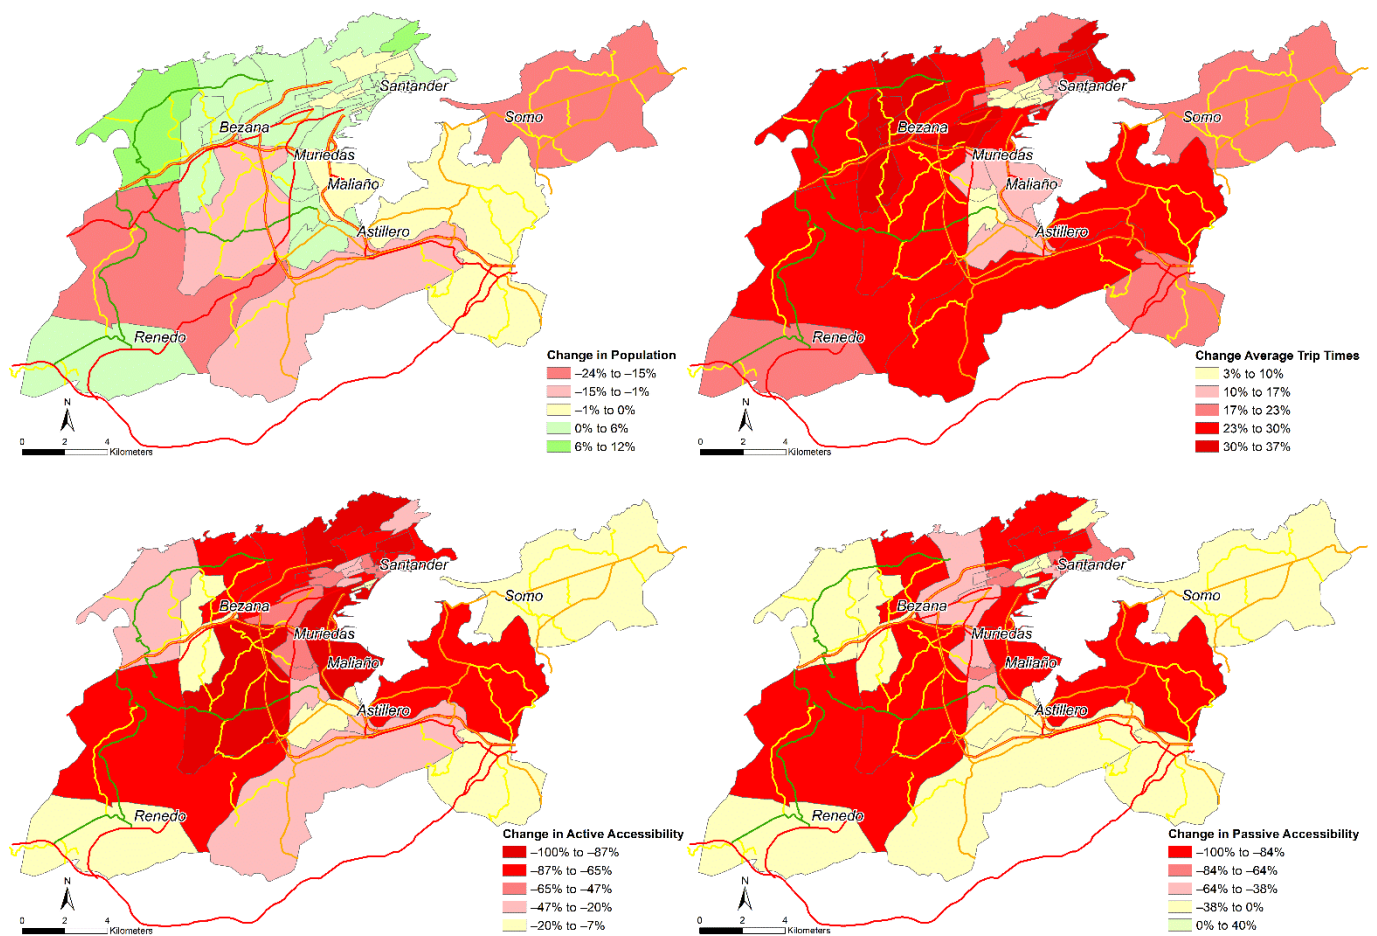 Santander
Somo
Bezana
Muriedas
Maliaño
Astillero
Renedo
Change in Population
–24% to –15%
–15% to –1%
–1% to 0%
0% to 6%
6% to 12%
N
0 2 4
Kilometers
Santander
Somo
Bezana
Muriedas
Maliaño
Astillero
Renedo
Change Average Trip Times
3% to 10%
10% to 17%
17% to 23%
23% to 30%
30% to 37%
N
0 2 4
Kilometers
Santander
Somo
Bezana
Muriedas
Maliaño
Astillero
Renedo
Change in Active Accessibility
–100% to –87%
–87% to –65%
–65% to –47%
–47% to –20%
–20% to –7%
N
0 2 4
Kilometers
Santander
Somo
Bezana
Muriedas
Maliaño
Astillero
Renedo
Change in Passive Accessibility
–100% to –84%
–84% to –64%
–64% to –38%
–38% to 0%
0% to 40%
N
0 2 4
Kilometers